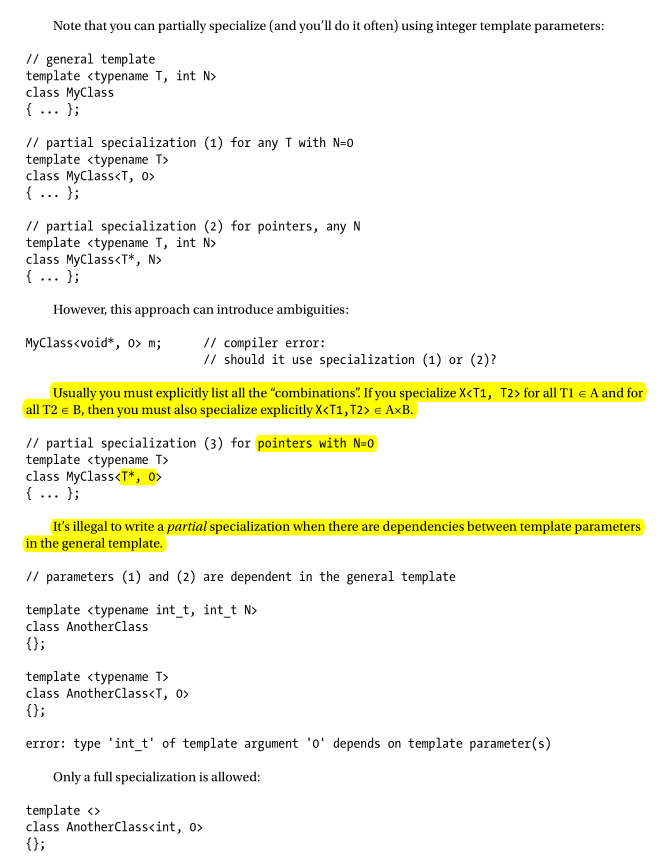 Note that you can partially specialize (and you'll do it often) using integer template parameters:
// general template
template <typename T, int N>
class MyClass
{ ... };
// partial specialization (1) for any T with N=0
template <typename T>
class MyClass<T, 0>
{ ... };
// partial specialization (2) for pointers, any N
template <typename T, int N>
class MyClass<T*, N>
{ ... };
However, this approach can introduce ambiguities:
MyClass<void*, 0> m; // compiler error:
// should it use specialization (1) or (2)?
Usually you must explicitly list all the “combinations”. If you specialize X<T1, T2> for all T1 ∈ A and for
all T2 ∈ B, then you must also specialize explicitly X<T1,T2> ∈ A×B.
// partial specialization (3) for pointers with N=0
template <typename T>
class MyClass<T*, 0>
{ ... };
It's illegal to write a partial specialization when there are dependencies between template parameters
in the general template.
// parameters (1) and (2) are dependent in the general template
template <typename int_t, int_t N>
class AnotherClass
{};
template <typename T>
class AnotherClass<T, 0>
{};
error: type 'int_t' of template argument '0' depends on template parameter(s)
Only a full specialization is allowed:
template <>
class AnotherClass<int, 0>
{};